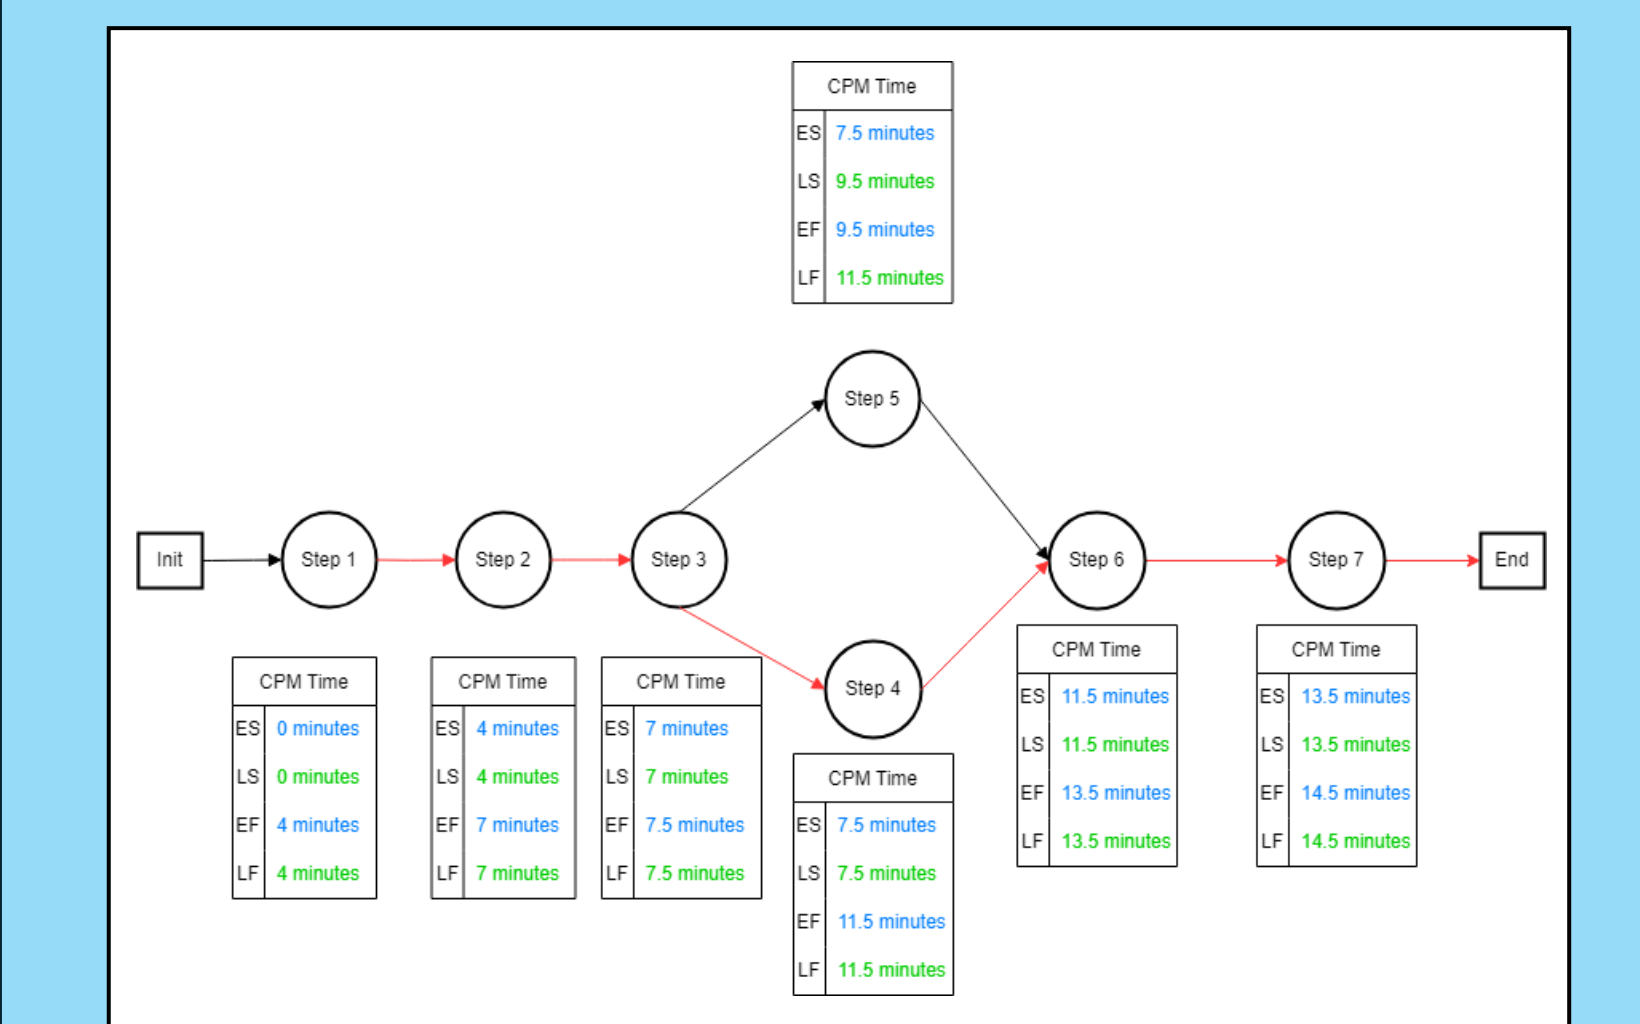 CPM Time
ES 7.5 minutes
LS 9.5 minutes
EF 9.5 minutes
LF 11.5 minutes
Step 5
Init
Step 1
Step 2
Step 3
Step 6
Step 7
End
Step 4
CPM Time
ES 0 minutes
LS 0 minutes
EF 4 minutes
LF 4 minutes
CPM Time
ES 4 minutes
LS 4 minutes
EF 7 minutes
LF 7 minutes
CPM Time
ES 7 minutes
LS 7 minutes
EF 7.5 minutes
LF 7.5 minutes
CPM Time
ES 7.5 minutes
LS 7.5 minutes
EF 11.5 minutes
LF 11.5 minutes
CPM Time
ES 11.5 minutes
LS 11.5 minutes
EF 13.5 minutes
LF 13.5 minutes
CPM Time
ES 13.5 minutes
LS 13.5 minutes
EF 14.5 minutes
LF 14.5 minutes